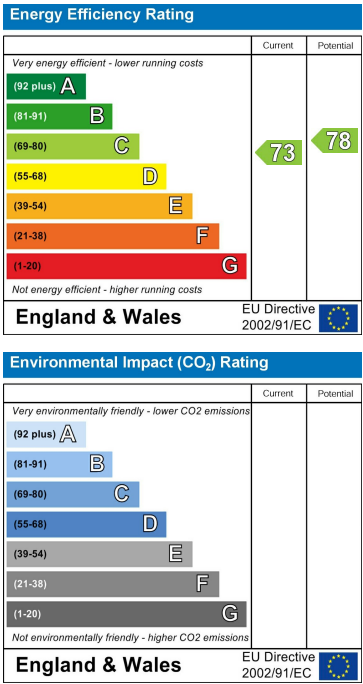 Energy Efficiency Rating
Current Potential
Very energy efficient - lower running costs
(92 plus) A
(81-91) B
(69-80) C
(55-68) D
(39-54) E
(21-38) F
(1-20) G
73 78
Not energy efficient - higher running costs
England & Wales
EU Directive
2002/91/EC
Environmental Impact (CO₂) Rating
Current Potential
Very environmentally friendly - lower CO2 emissions
(92 plus) A
(81-91) B
(69-80) C
(55-68) D
(39-54) E
(21-38) F
(1-20) G
Not environmentally friendly - higher CO2 emissions
England & Wales
EU Directive
2002/91/EC